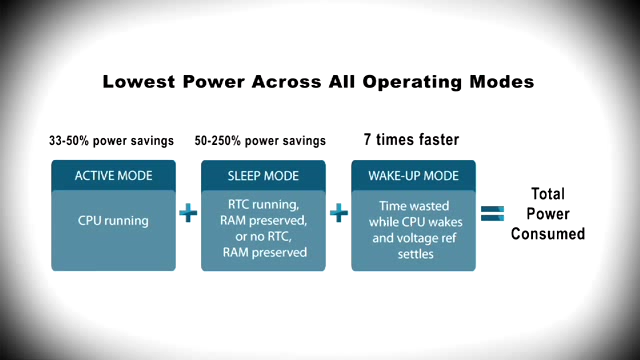 Lowest Power Across All Operating Modes
33-50% power savings
50-250% power savings
7 times faster
ACTIVE MODE
SLEEP MODE
WAKE-UP MODE
CPU running
+
RTC running,
RAM preserved,
or no RTC,
RAM preserved
+
Time wasted
while CPU wakes
and voltage ref
settles
=
Total
Power
Consumed